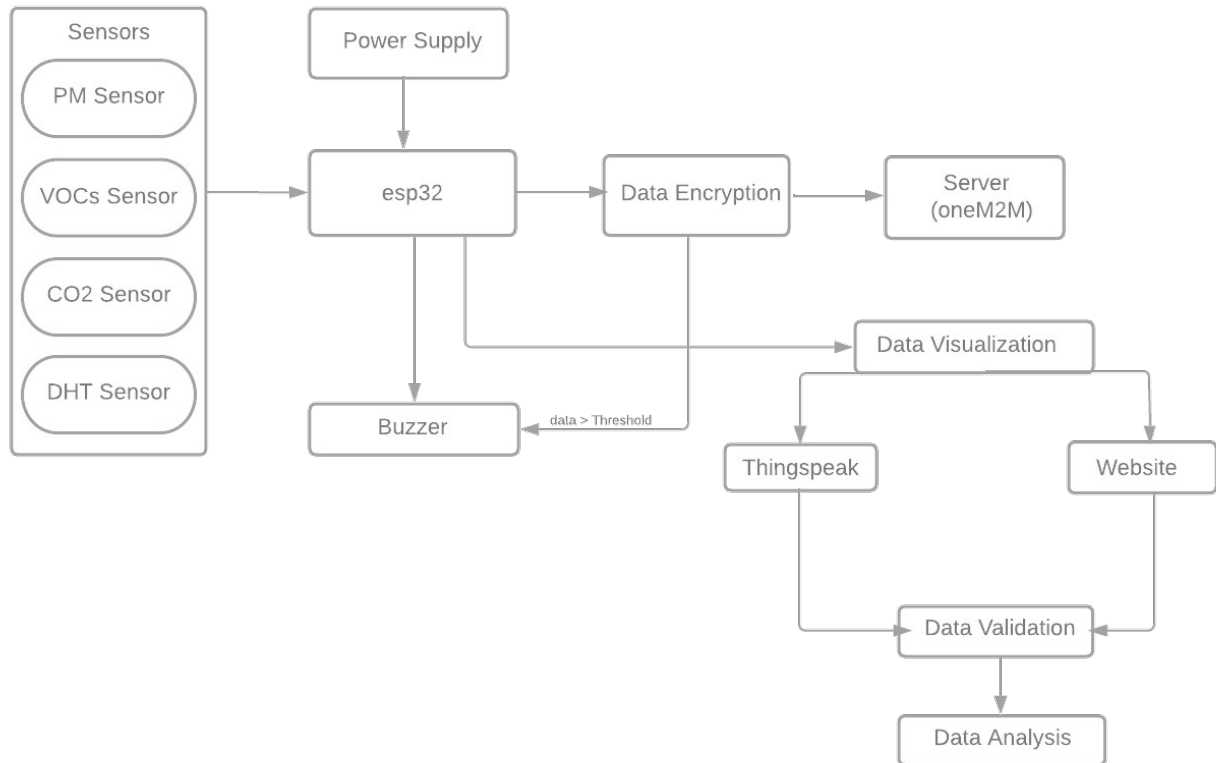 Sensors
PM Sensor
VOCs Sensor
CO2 Sensor
DHT Sensor
Power Supply
esp32
Data Encryption
Server
(oneM2M)
Buzzer
data > Threshold
Data Visualization
Thingspeak
Website
Data Validation
Data Analysis